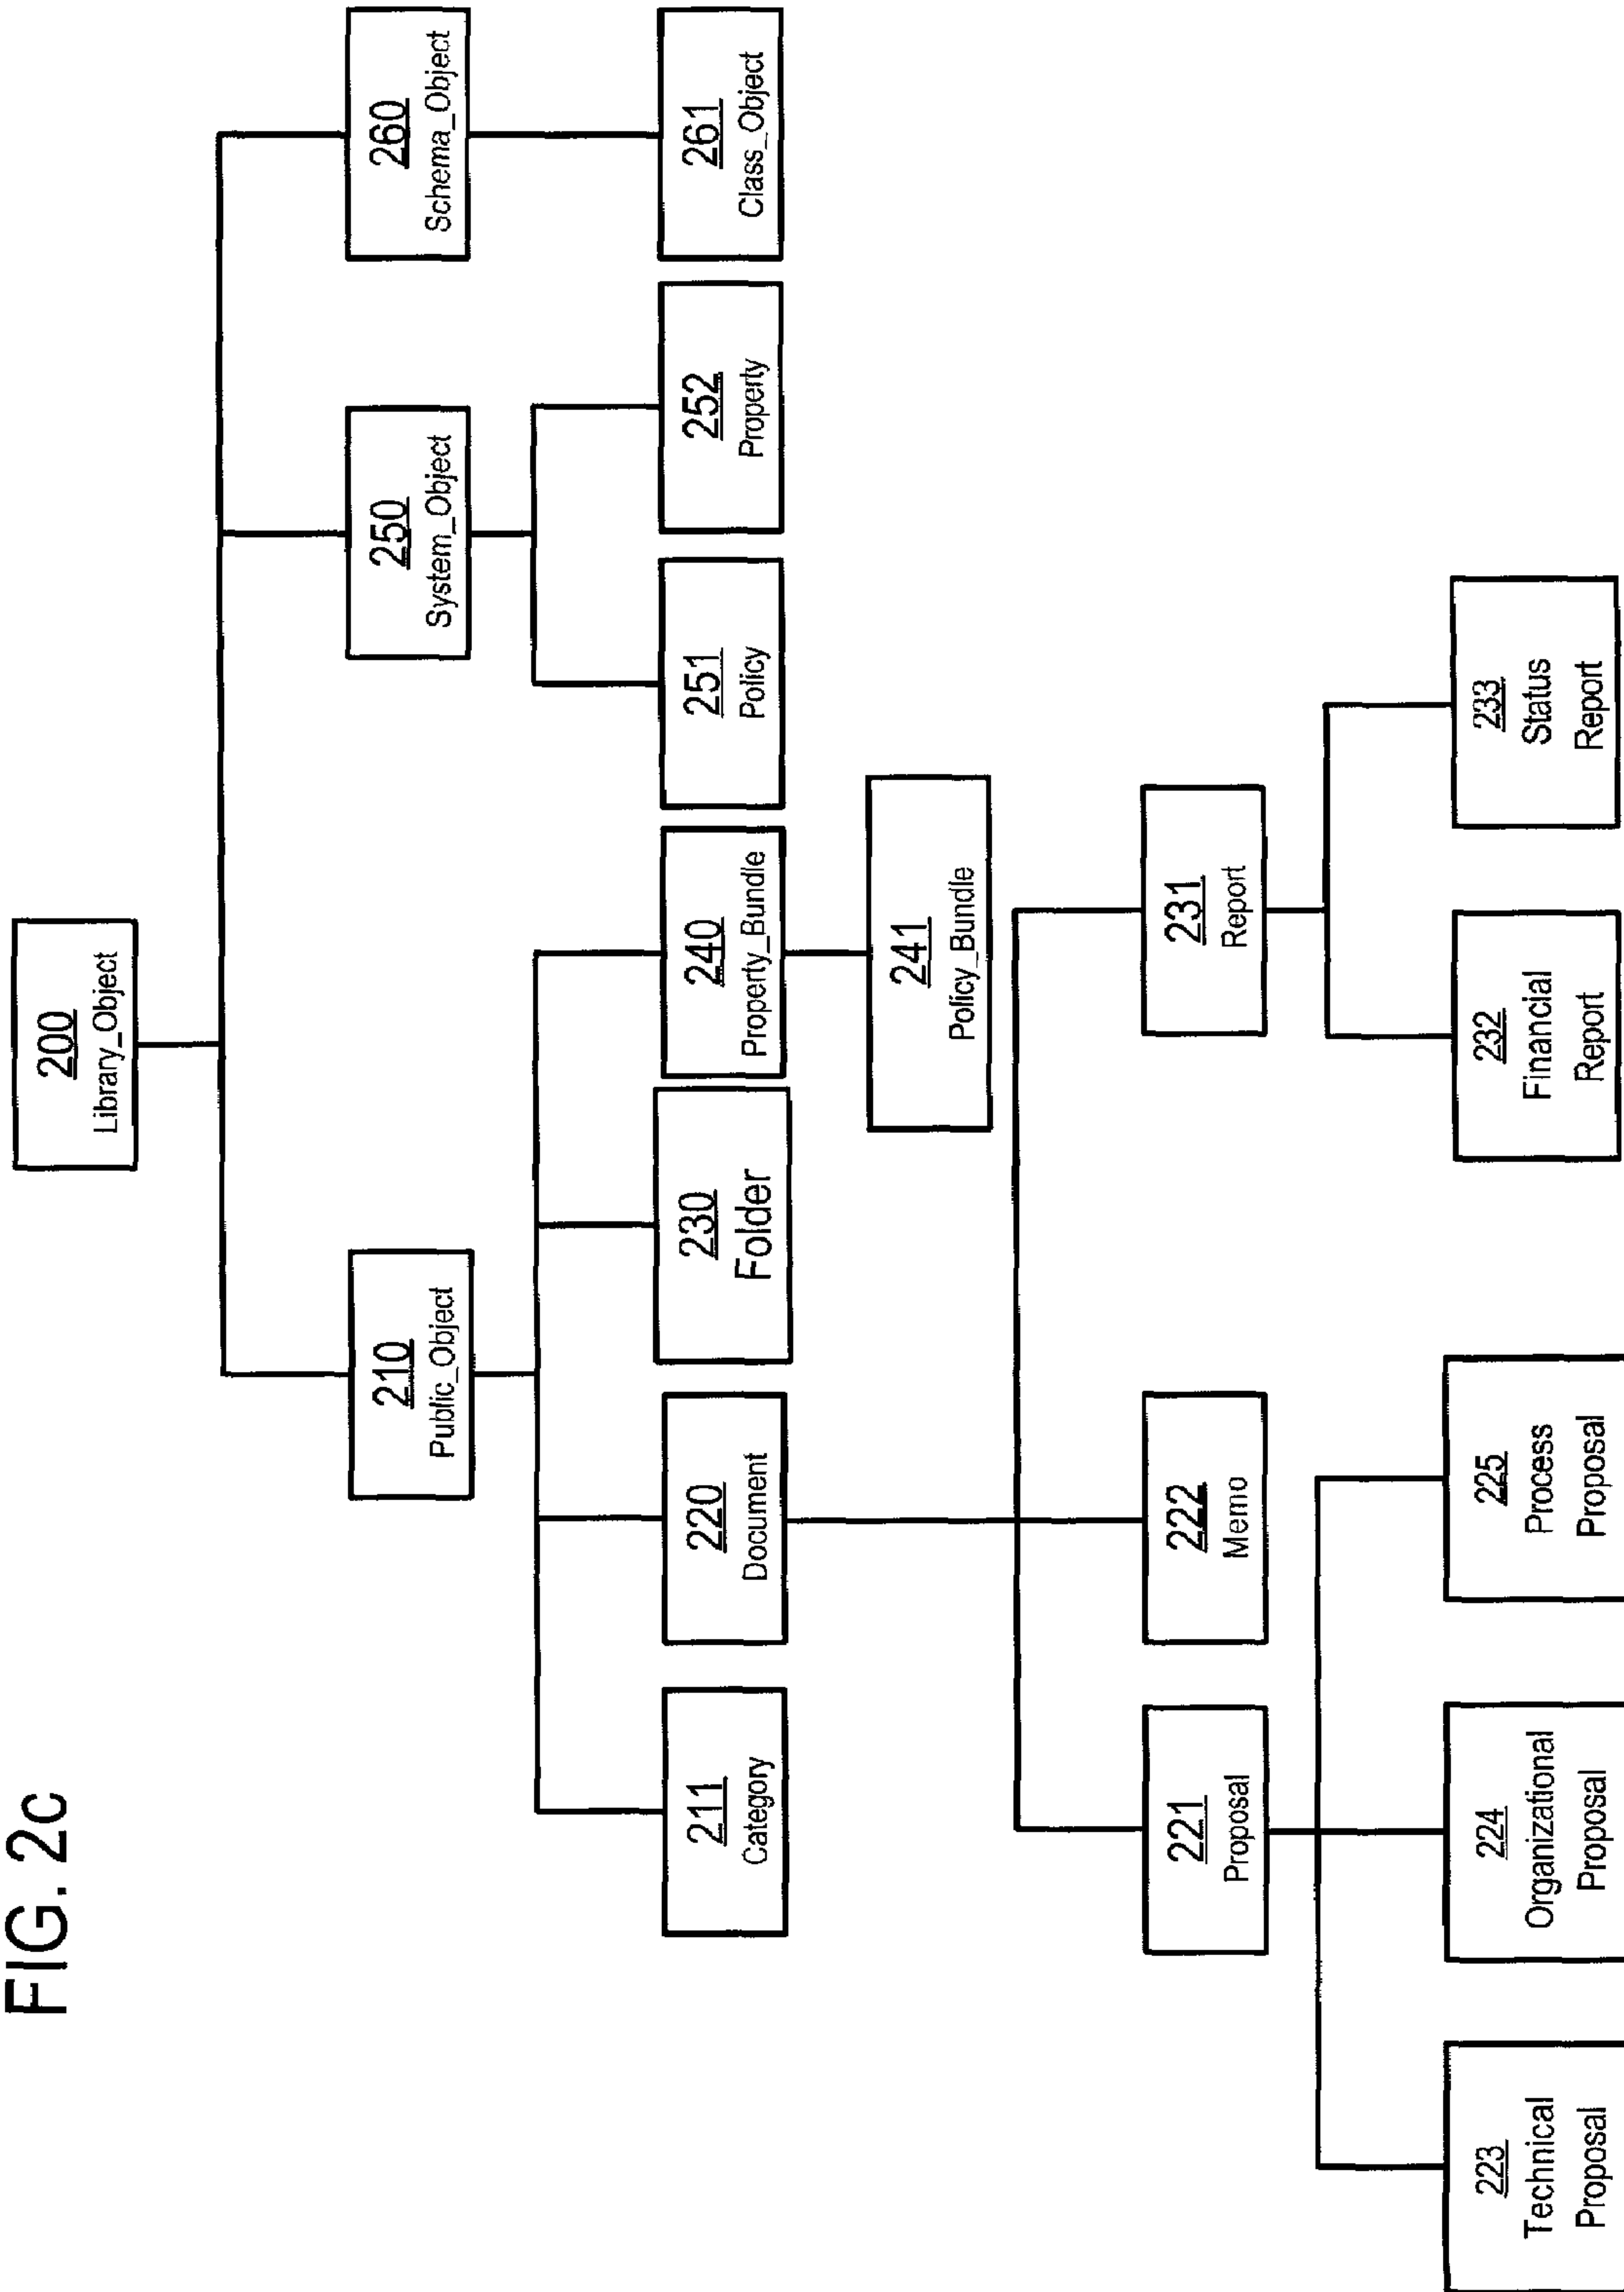 FIG. 2c
200
Library_Object
210
Public_Object
250
System_Object
260
Schema_Object
211
Category
220
Document
230
Folder
240
Property_Bundle
251
Policy
252
Property
261
Class_Object
241
Policy_Bundle
221
Proposal
222
Memo
231
Report
223
Technical
Proposal
224
Organizational
Proposal
225
Process
Proposal
232
Financial
Report
233
Status
Report